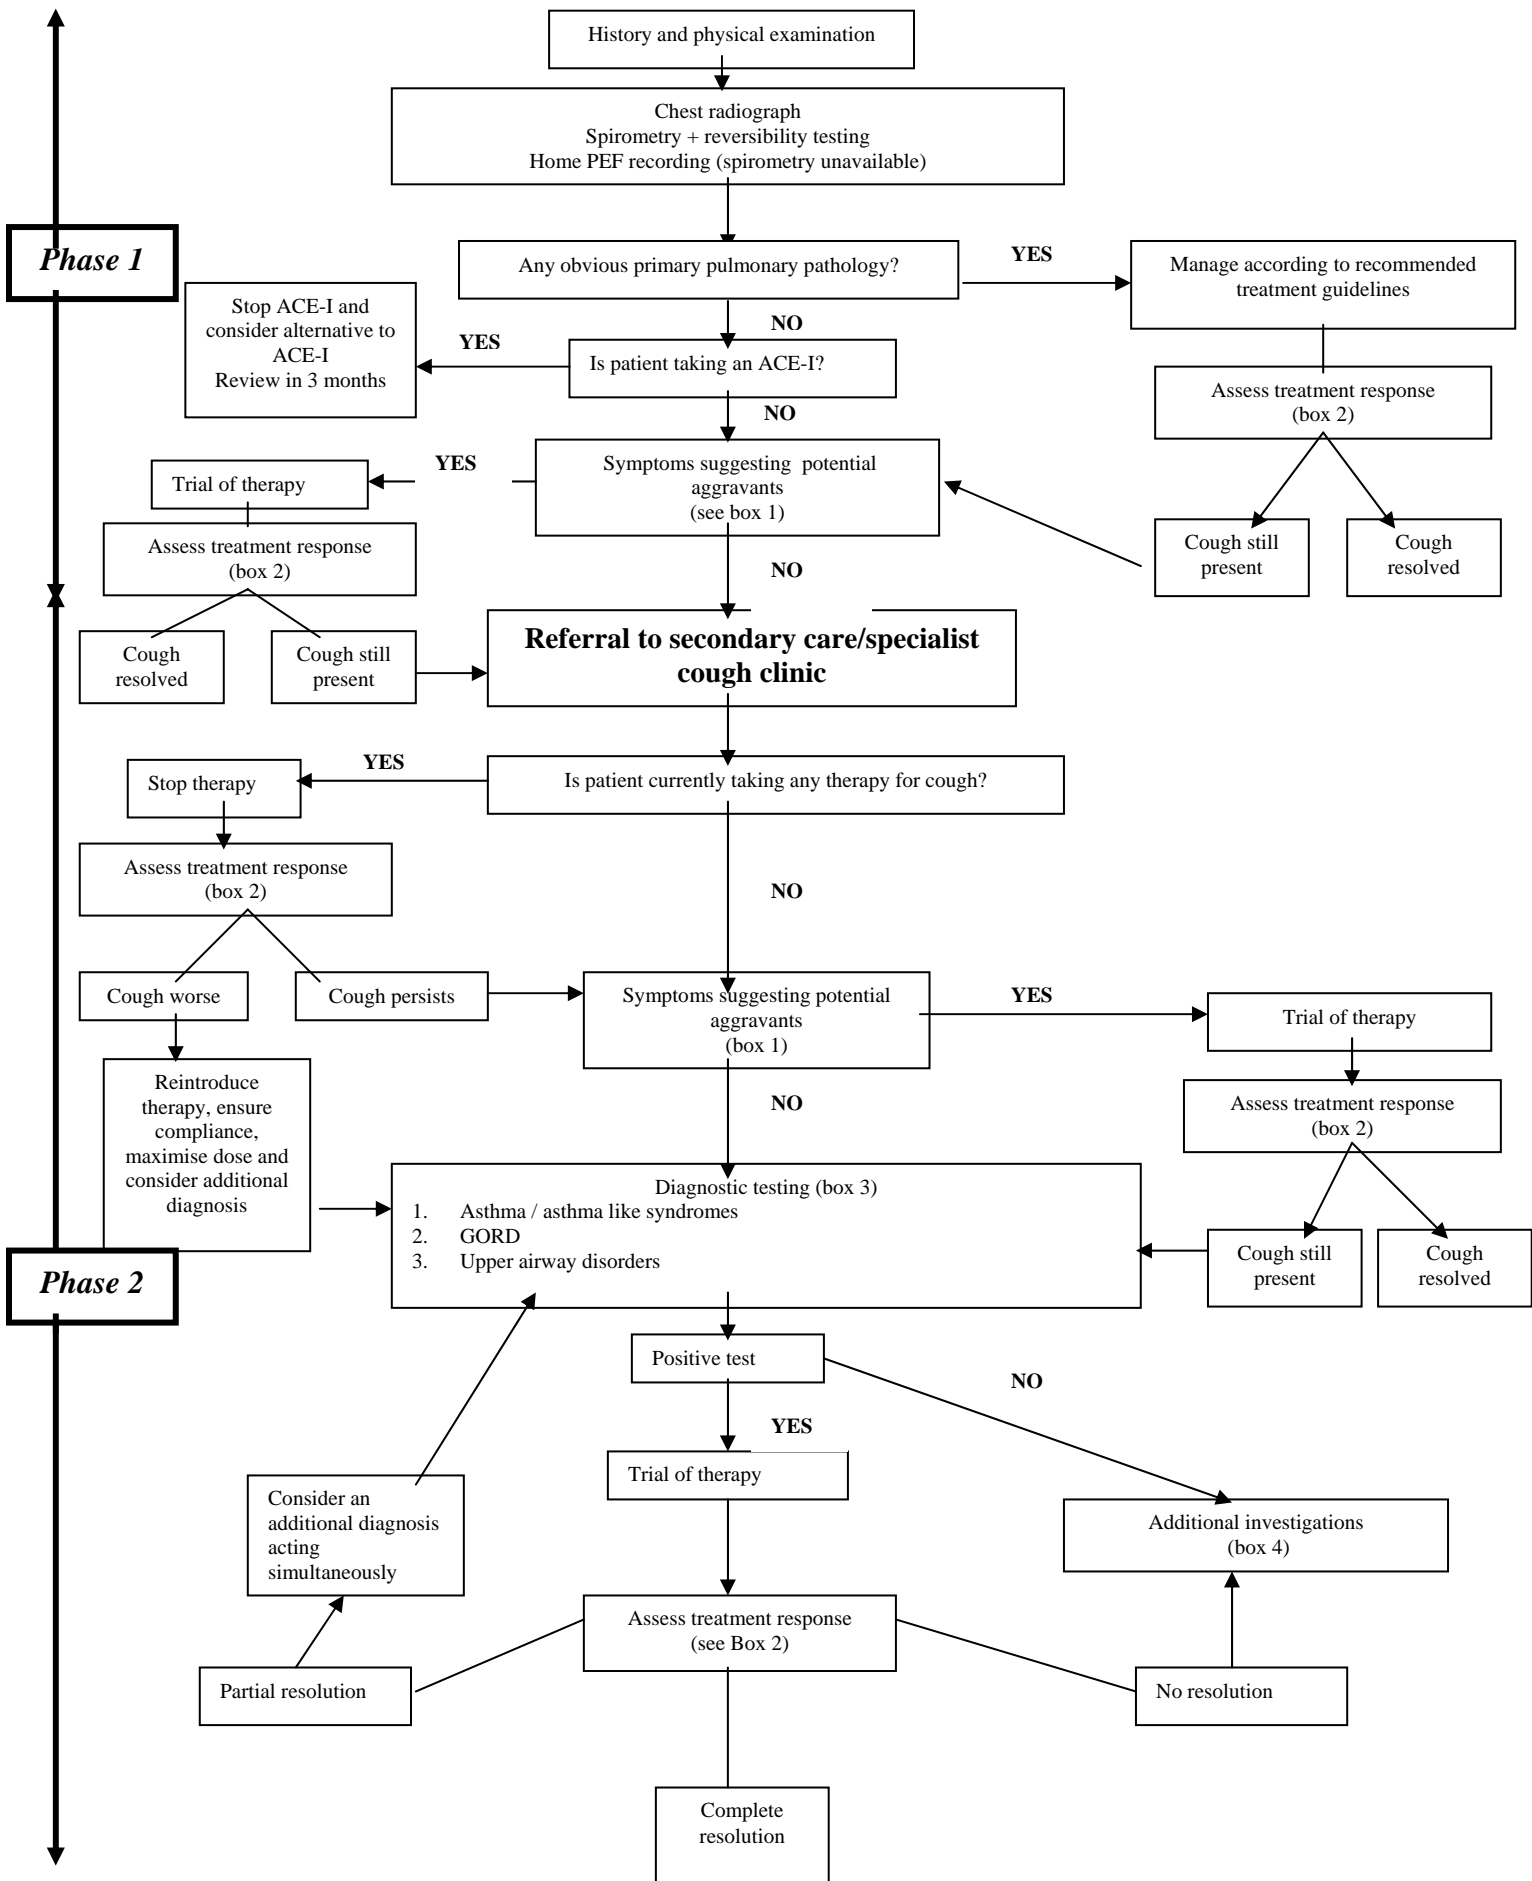 History and physical examination
Chest radiograph
Spirometry + reversibility testing
Home PEF recording (spirometry unavailable)
Phase 1
Any obvious primary pulmonary pathology?
YES
Manage according to recommended
treatment guidelines
NO
Stop ACE-I and
consider alternative to
ACE-I
Review in 3 months
YES
Is patient taking an ACE-I?
Assess treatment response
(box 2)
NO
Trial of therapy
YES
Symptoms suggesting potential
aggravants
(see box 1)
Assess treatment response
(box 2)
NO
Cough still
present
Cough
resolved
Cough
resolved
Cough still
present
Referral to secondary care/specialist
cough clinic
Stop therapy
YES
Is patient currently taking any therapy for cough?
Assess treatment response
(box 2)
NO
Cough worse
Cough persists
Symptoms suggesting potential
aggravants
(box 1)
YES
Trial of therapy
Reintroduce
therapy, ensure
compliance,
maximise dose and
consider additional
diagnosis
NO
Assess treatment response
(box 2)
Diagnostic testing (box 3)
1. Asthma / asthma like syndromes
2. GORD
3. Upper airway disorders
Cough still
present
Cough
resolved
Phase 2
Positive test
NO
YES
Trial of therapy
Consider an
additional diagnosis
acting
simultaneously
Additional investigations
(box 4)
Assess treatment response
(see Box 2)
Partial resolution
No resolution
Complete
resolution